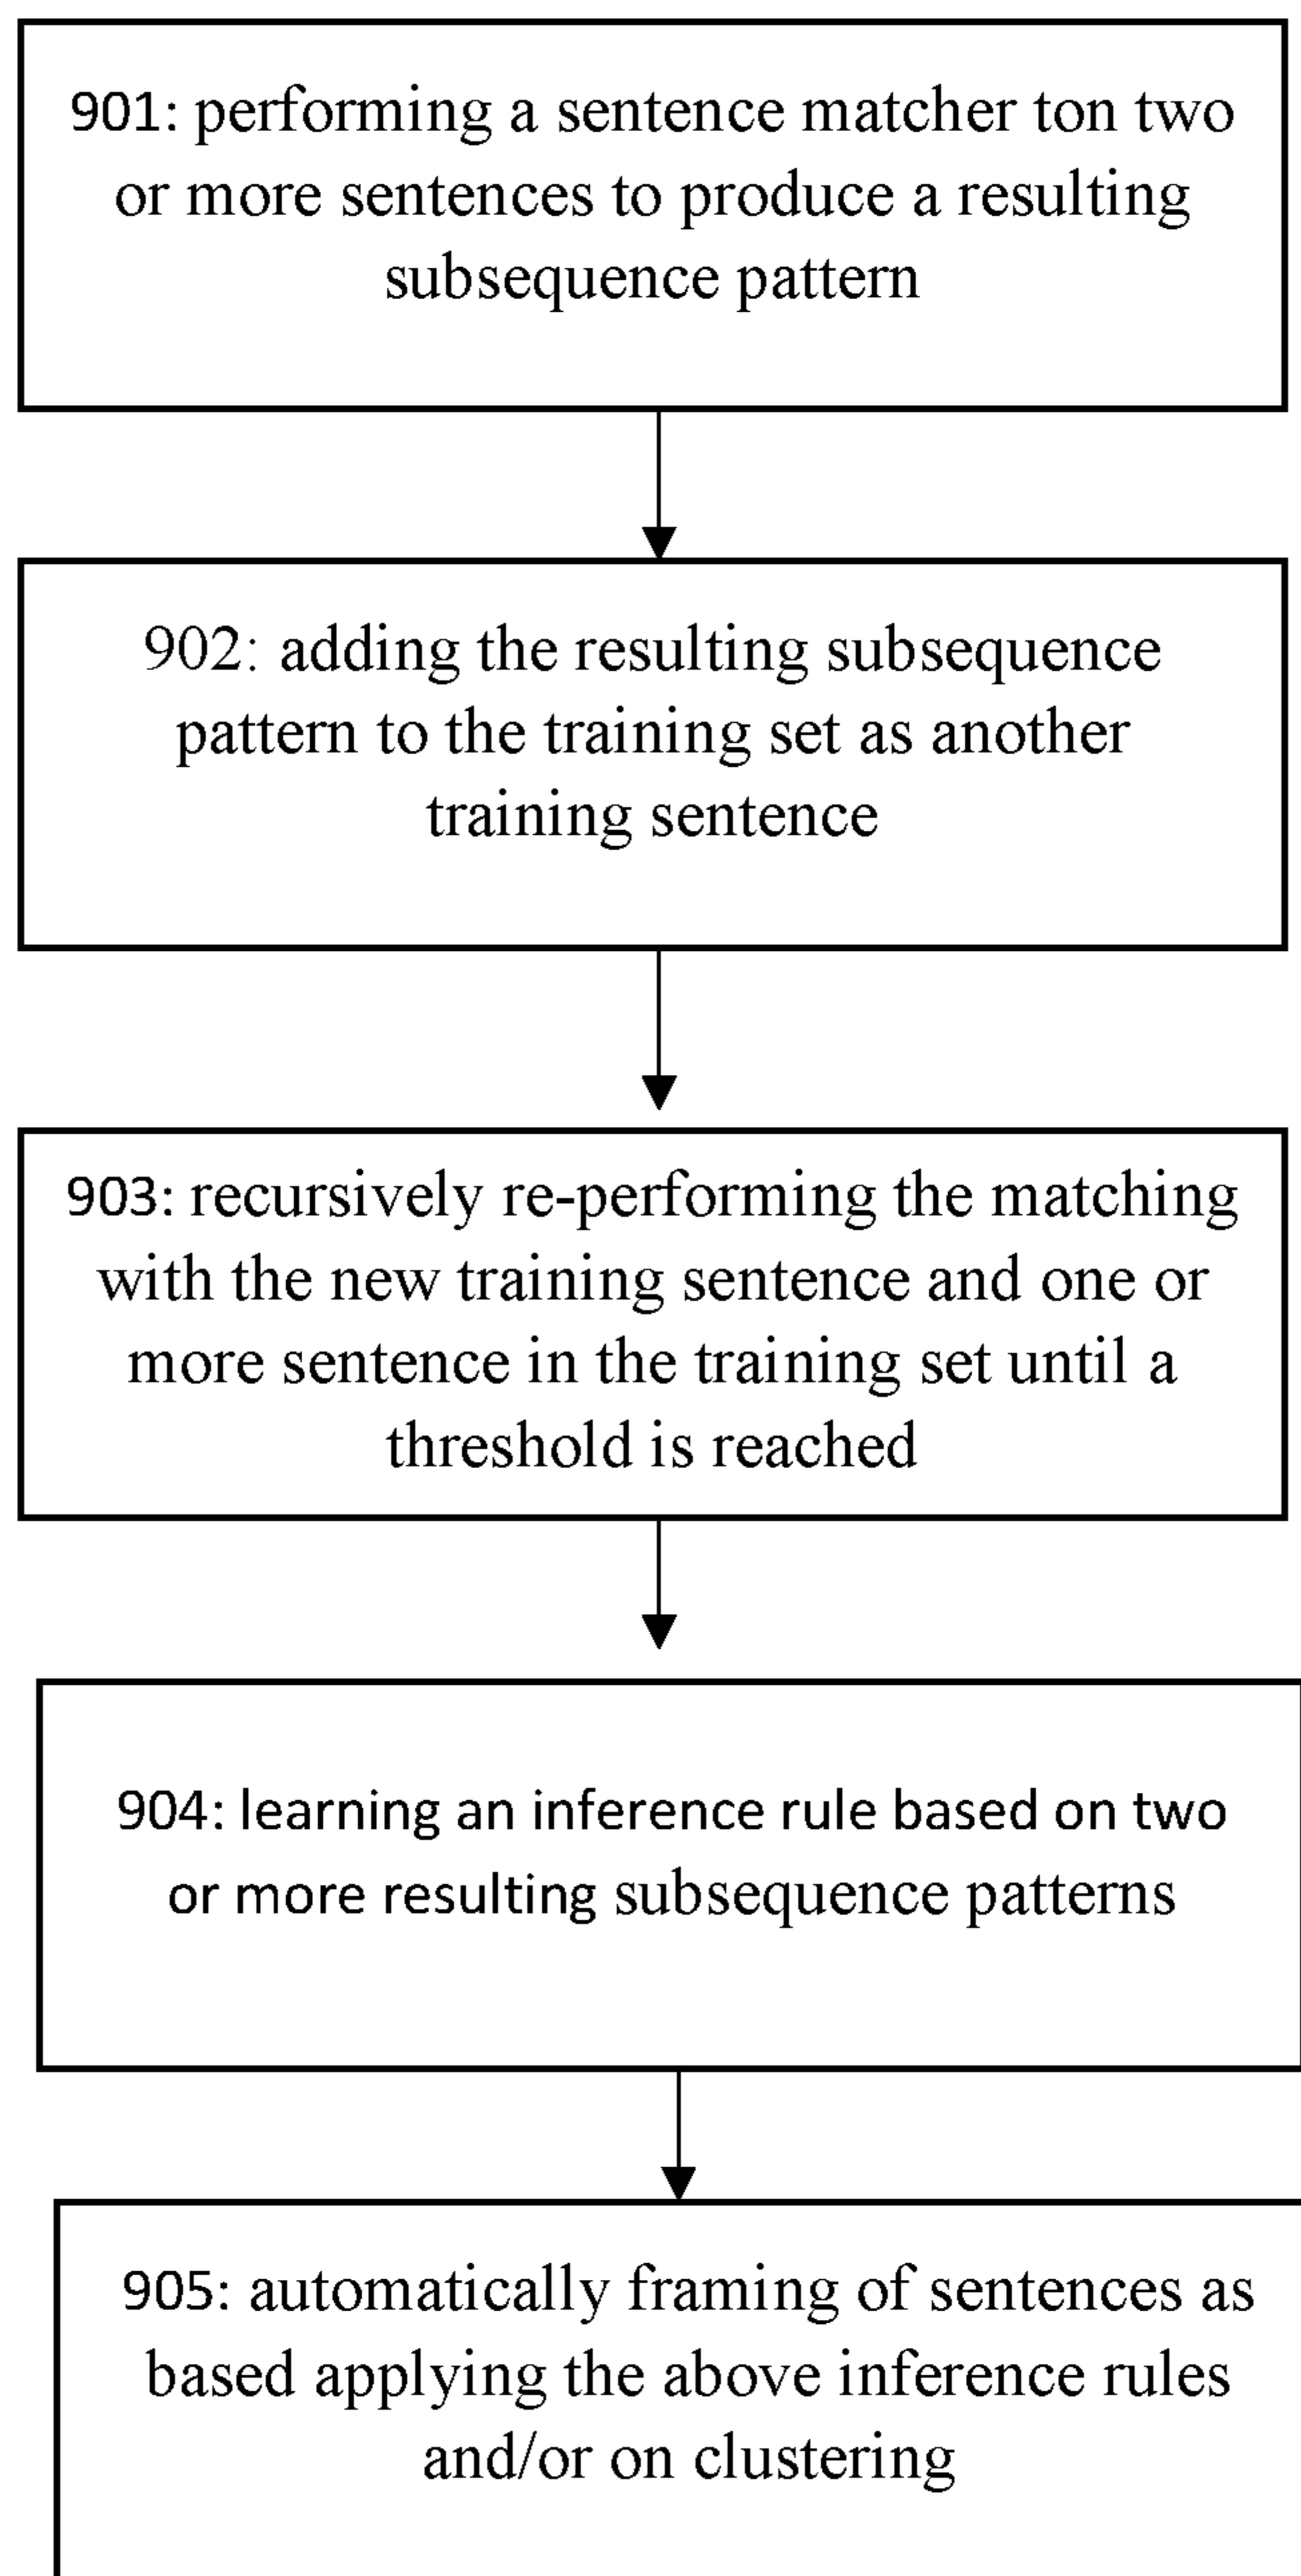 901: performing a sentence matcher ton two
or more sentences to produce a resulting
subsequence pattern
902: adding the resulting subsequence
pattern to the training set as another
training sentence
903: recursively re-performing the matching
with the new training sentence and one or
more sentence in the training set until a
threshold is reached
904: learning an inference rule based on two
or more resulting subsequence patterns
905: automatically framing of sentences as
based applying the above inference rules
and/or on clustering